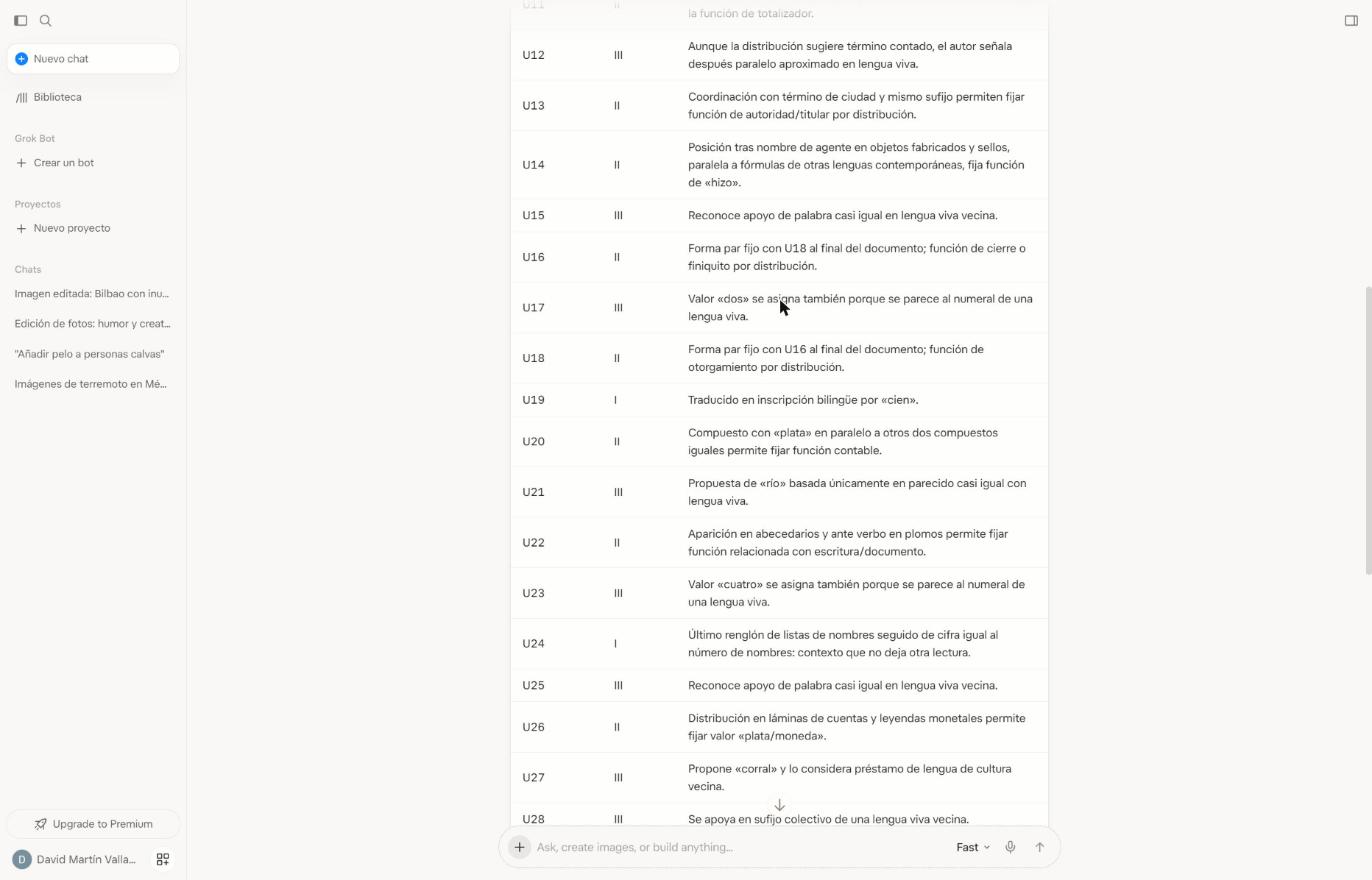 Nuevo chat
Biblioteca
Grok Bot
Crear un bot
Proyectos
Nuevo proyecto
Chats
Imagen editada: Bilbao con inu...
Edición de fotos: humor y creat...
"Añadir pelo a personas calvas"
Imágenes de terremoto en Mé...
Upgrade to Premium
D David Martín Valla...
U11 II
la función de totalizador.
U12 III Aunque la distribución sugiere término contado, el autor señala
después paralelo aproximado en lengua viva.
U13 II Coordinación con término de ciudad y mismo sufijo permiten fijar
función de autoridad/titular por distribución.
U14 II Posición tras nombre de agente en objetos fabricados y sellos,
paralela a fórmulas de otras lenguas contemporáneas, fija función
de «hizo».
U15 III Reconoce apoyo de palabra casi igual en lengua viva vecina.
U16 II Forma par fijo con U18 al final del documento; función de cierre o
finiquito por distribución.
U17 III Valor «dos» se asigna también porque se parece al numeral de una
lengua viva.
U18 II Forma par fijo con U16 al final del documento; función de
otorgamiento por distribución.
U19 I Traducido en inscripción bilingüe por «cien».
U20 II Compuesto con «plata» en paralelo a otros dos compuestos
iguales permite fijar función contable.
U21 III Propuesta de «río» basada únicamente en parecido casi igual con
lengua viva.
U22 II Aparición en abecedarios y ante verbo en plomos permite fijar
función relacionada con escritura/documento.
U23 III Valor «cuatro» se asigna también porque se parece al numeral de
una lengua viva.
U24 I Último renglón de listas de nombres seguido de cifra igual al
número de nombres: contexto que no deja otra lectura.
U25 III Reconoce apoyo de palabra casi igual en lengua viva vecina.
U26 II Distribución en láminas de cuentas y leyendas monetales permite
fijar valor «plata/moneda».
U27 III Propone «corral» y lo considera préstamo de lengua de cultura
vecina.
U28 III Se apoya en sufijo colectivo de una lengua viva vecina.
Ask, create images, or build anything...
Fast